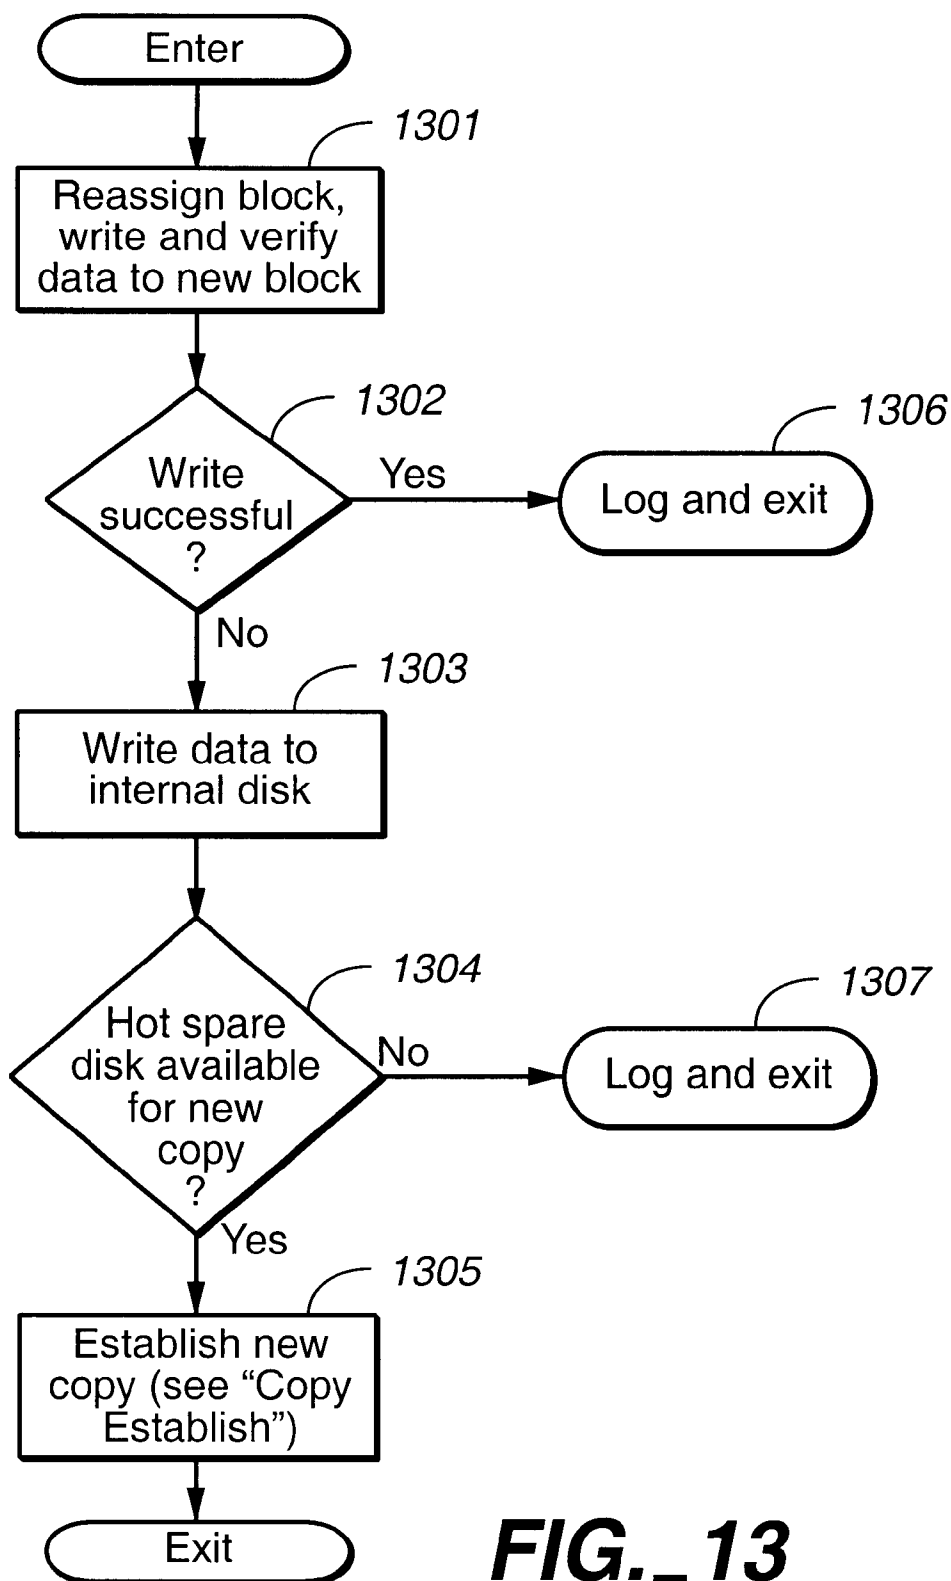 Enter
1301
Reassign block,
write and verify
data to new block
1302
Write
successful
?
Yes
1306
Log and exit
No
1303
Write data to
internal disk
1304
Hot spare
disk available
for new
copy
?
No
1307
Log and exit
Yes
1305
Establish new
copy (see “Copy
Establish”)
Exit
FIG._13